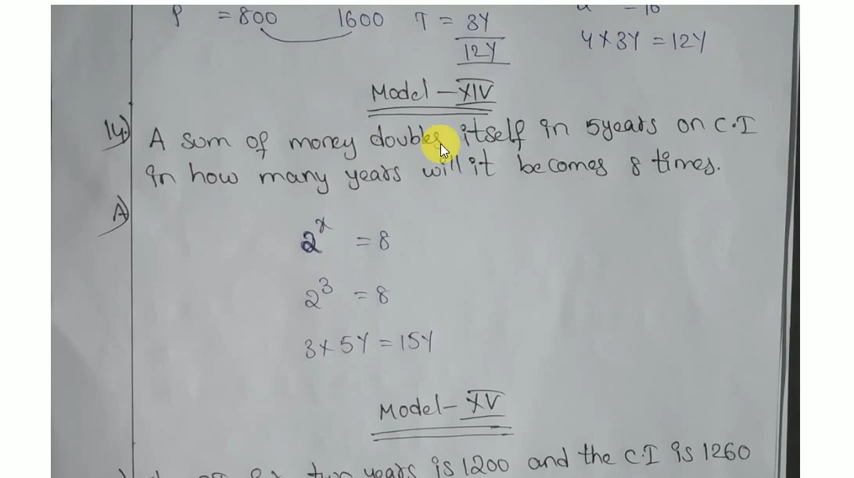 P = 800 1600 T = 3Y
12Y
4 X 3Y = 12Y
Model - XIV
14) A sum of money doubles itself in 5years on C.I
in how many years will it becomes 8 times.
A)
2^x = 8
2^3 = 8
3 X 5Y = 15Y
Model - XV
two years is 1200 and the C.I is 1260